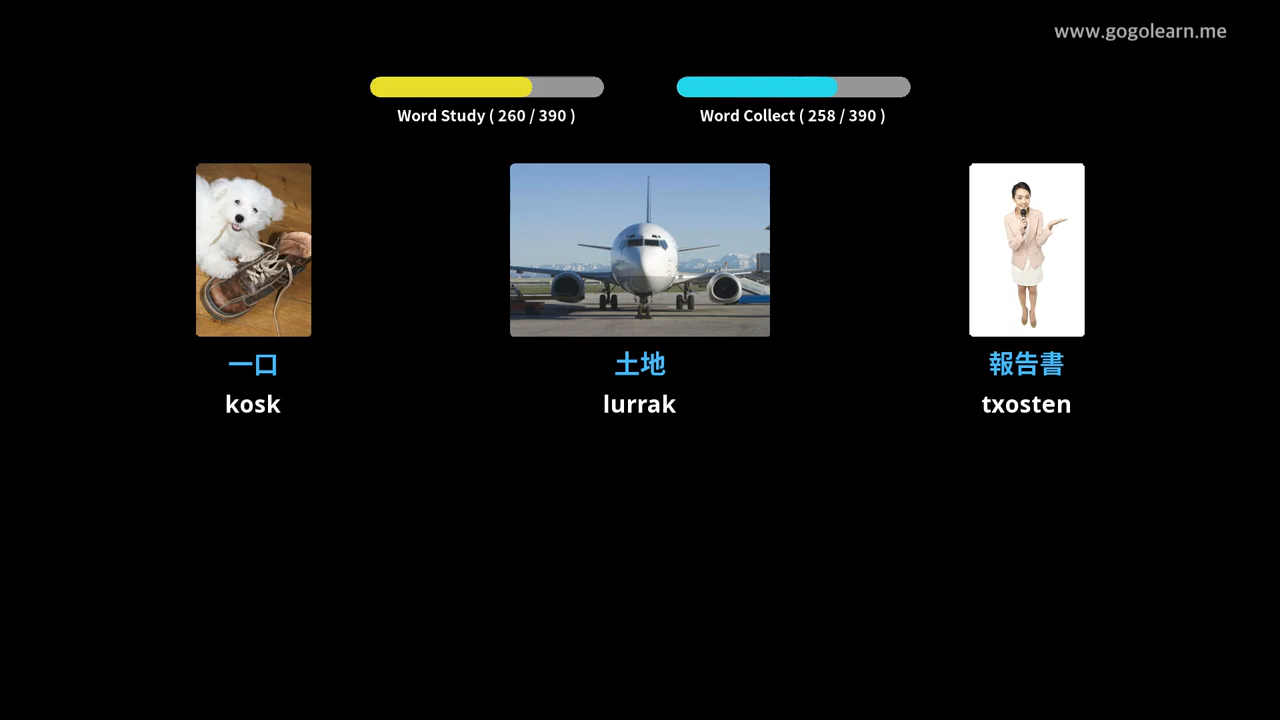 www.gogolearn.me
Word Study ( 260 / 390 )
Word Collect ( 258 / 390 )
一口
土地
報告書
kosk
lurrak
txosten